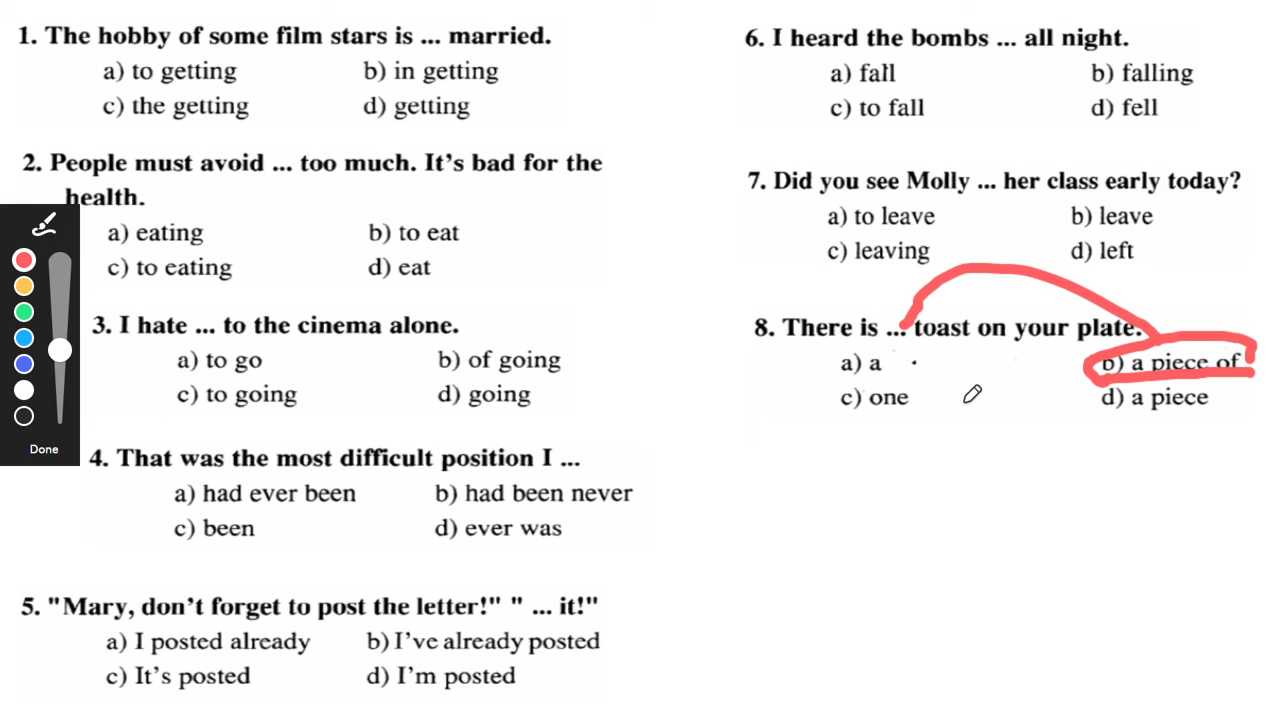 1. The hobby of some film stars is ... married.
a) to getting b) in getting
c) the getting d) getting
2. People must avoid ... too much. It's bad for the
health.
a) eating b) to eat
c) to eating d) eat
3. I hate ... to the cinema alone.
a) to go b) of going
c) to going d) going
4. That was the most difficult position I ...
a) had ever been b) had been never
c) been d) ever was
5. "Mary, don't forget to post the letter!" " ... it!"
a) I posted already b) I've already posted
c) It's posted d) I'm posted
6. I heard the bombs ... all night.
a) fall b) falling
c) to fall d) fell
7. Did you see Molly ... her class early today?
a) to leave b) leave
c) leaving d) left
8. There is ... toast on your plate.
a) a b) a piece of
c) one d) a piece
Done